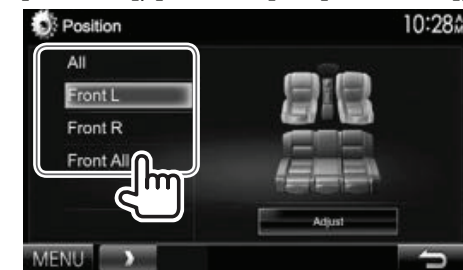 Position
10:28
All
Front L
Front R
Front All
Adjust
MENU